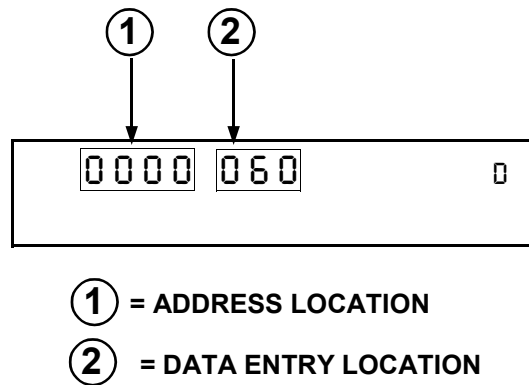 1 2
0000 060 0
1 = ADDRESS LOCATION
2 = DATA ENTRY LOCATION